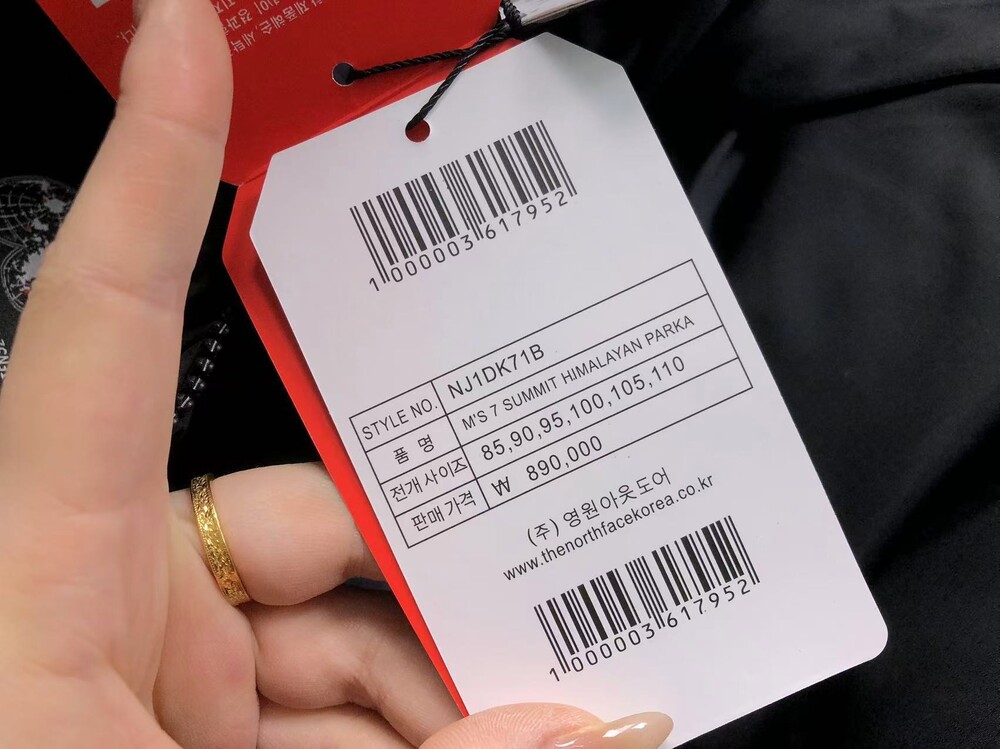 1000003617952
STYLE NO. NJ1DK71B
품 명 M'S 7 SUMMIT HIMALAYAN PARKA
전개 사이즈 85,90,95,100,105,110
판매가격 ₩ 890,000
(주) 영원아웃도어
www.thenorthfacekorea.co.kr
1000003617952